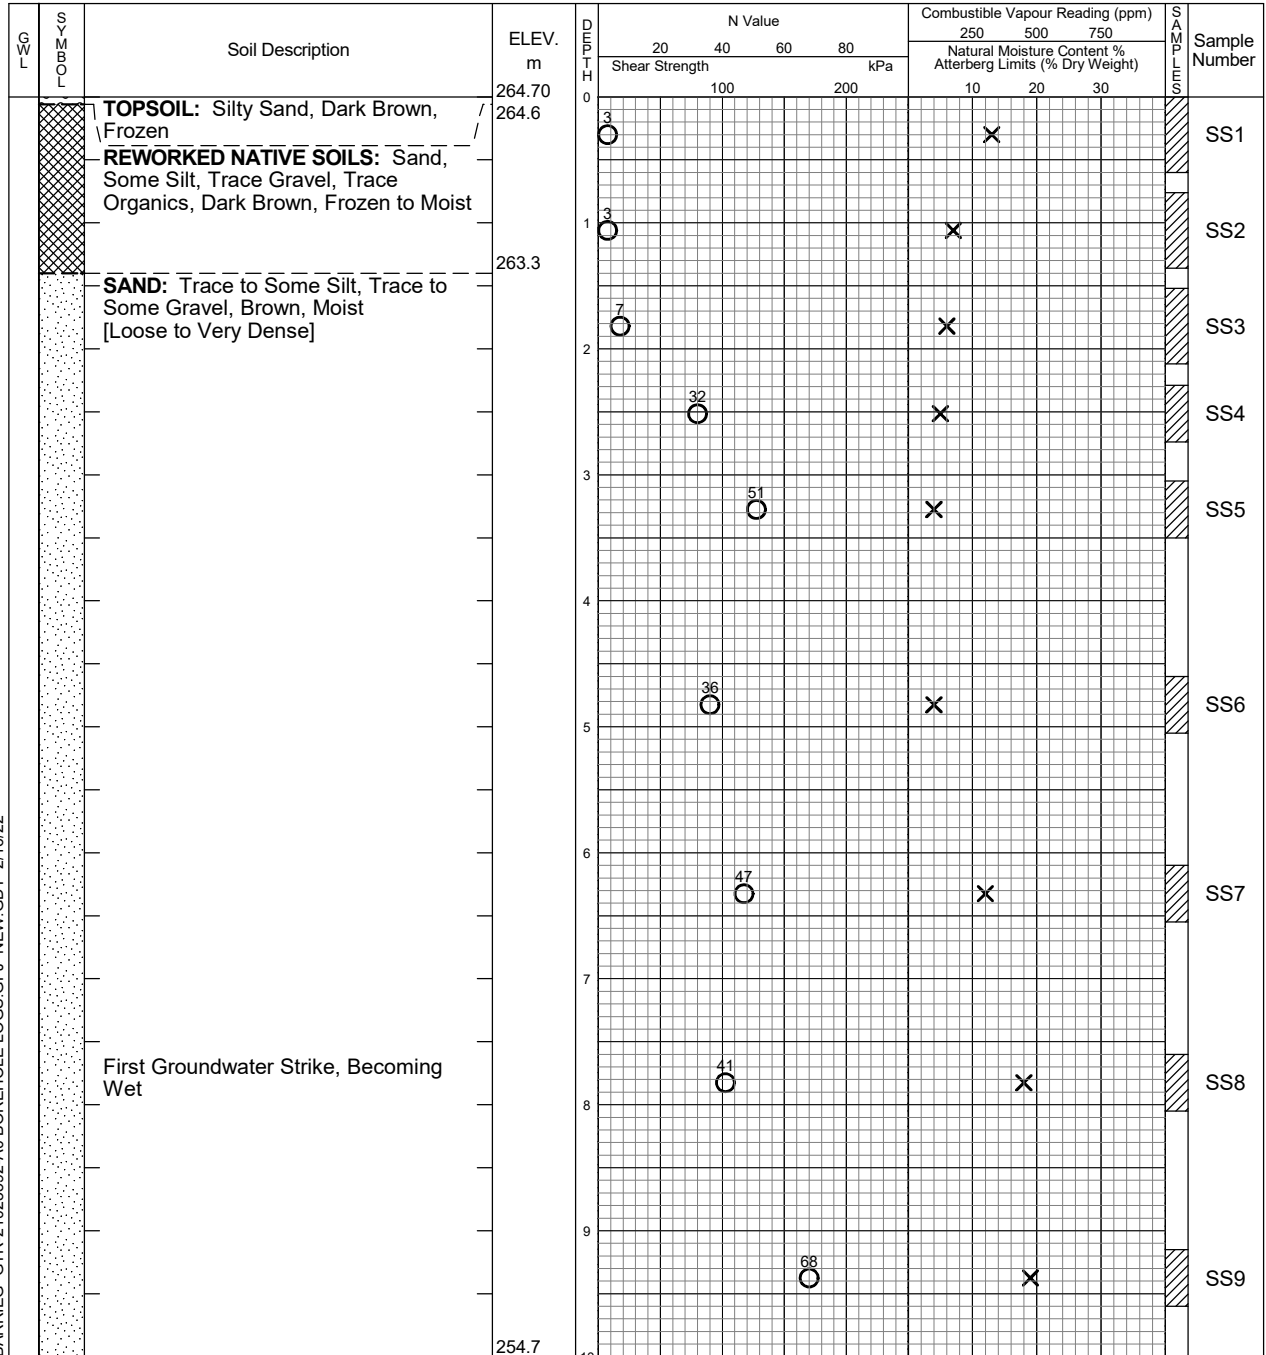 GWL
SYMBOL
Soil Description
ELEV.
m
DEPTH
N Value
20 40 60 80
Shear Strength kPa
100 200
Combustible Vapour Reading (ppm)
250 500 750
Natural Moisture Content %
Atterberg Limits (% Dry Weight)
10 20 30
SAMPLES
Sample
Number
264.70
0
TOPSOIL: Silty Sand, Dark Brown,
Frozen
264.6
3
SS1
REWORKED NATIVE SOILS: Sand,
Some Silt, Trace Gravel, Trace
Organics, Dark Brown, Frozen to Moist
3
1
SS2
263.3
SAND: Trace to Some Silt, Trace to
Some Gravel, Brown, Moist
[Loose to Very Dense]
7
SS3
2
32
SS4
3
51
SS5
4
36
SS6
5
6
47
SS7
7
First Groundwater Strike, Becoming
Wet
41
SS8
8
9
68
SS9
254.7